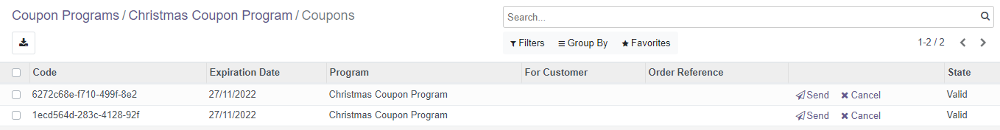 Coupon Programs / Christmas Coupon Program / Coupons
Search...
Filters Group By Favorites 1-2 / 2
Code Expiration Date Program For Customer Order Reference State
6272c68e-f710-499f-8e2 27/11/2022 Christmas Coupon Program Send Cancel Valid
1ecd564d-283c-4128-92f 27/11/2022 Christmas Coupon Program Send Cancel Valid